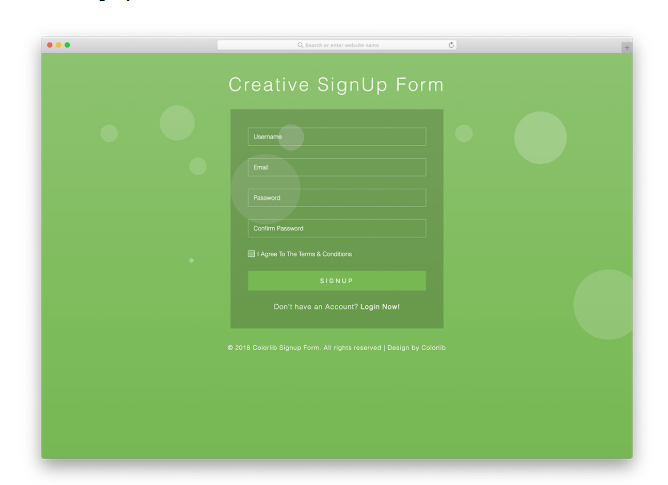 Search or enter website name
Creative SignUp Form
Username
Email
Password
Confirm Password
I Agree To The Terms & Conditions
SIGNUP
Don't have an Account? Login Now!
© 2018 Colorlib Signup Form. All rights reserved | Design by Colorlib